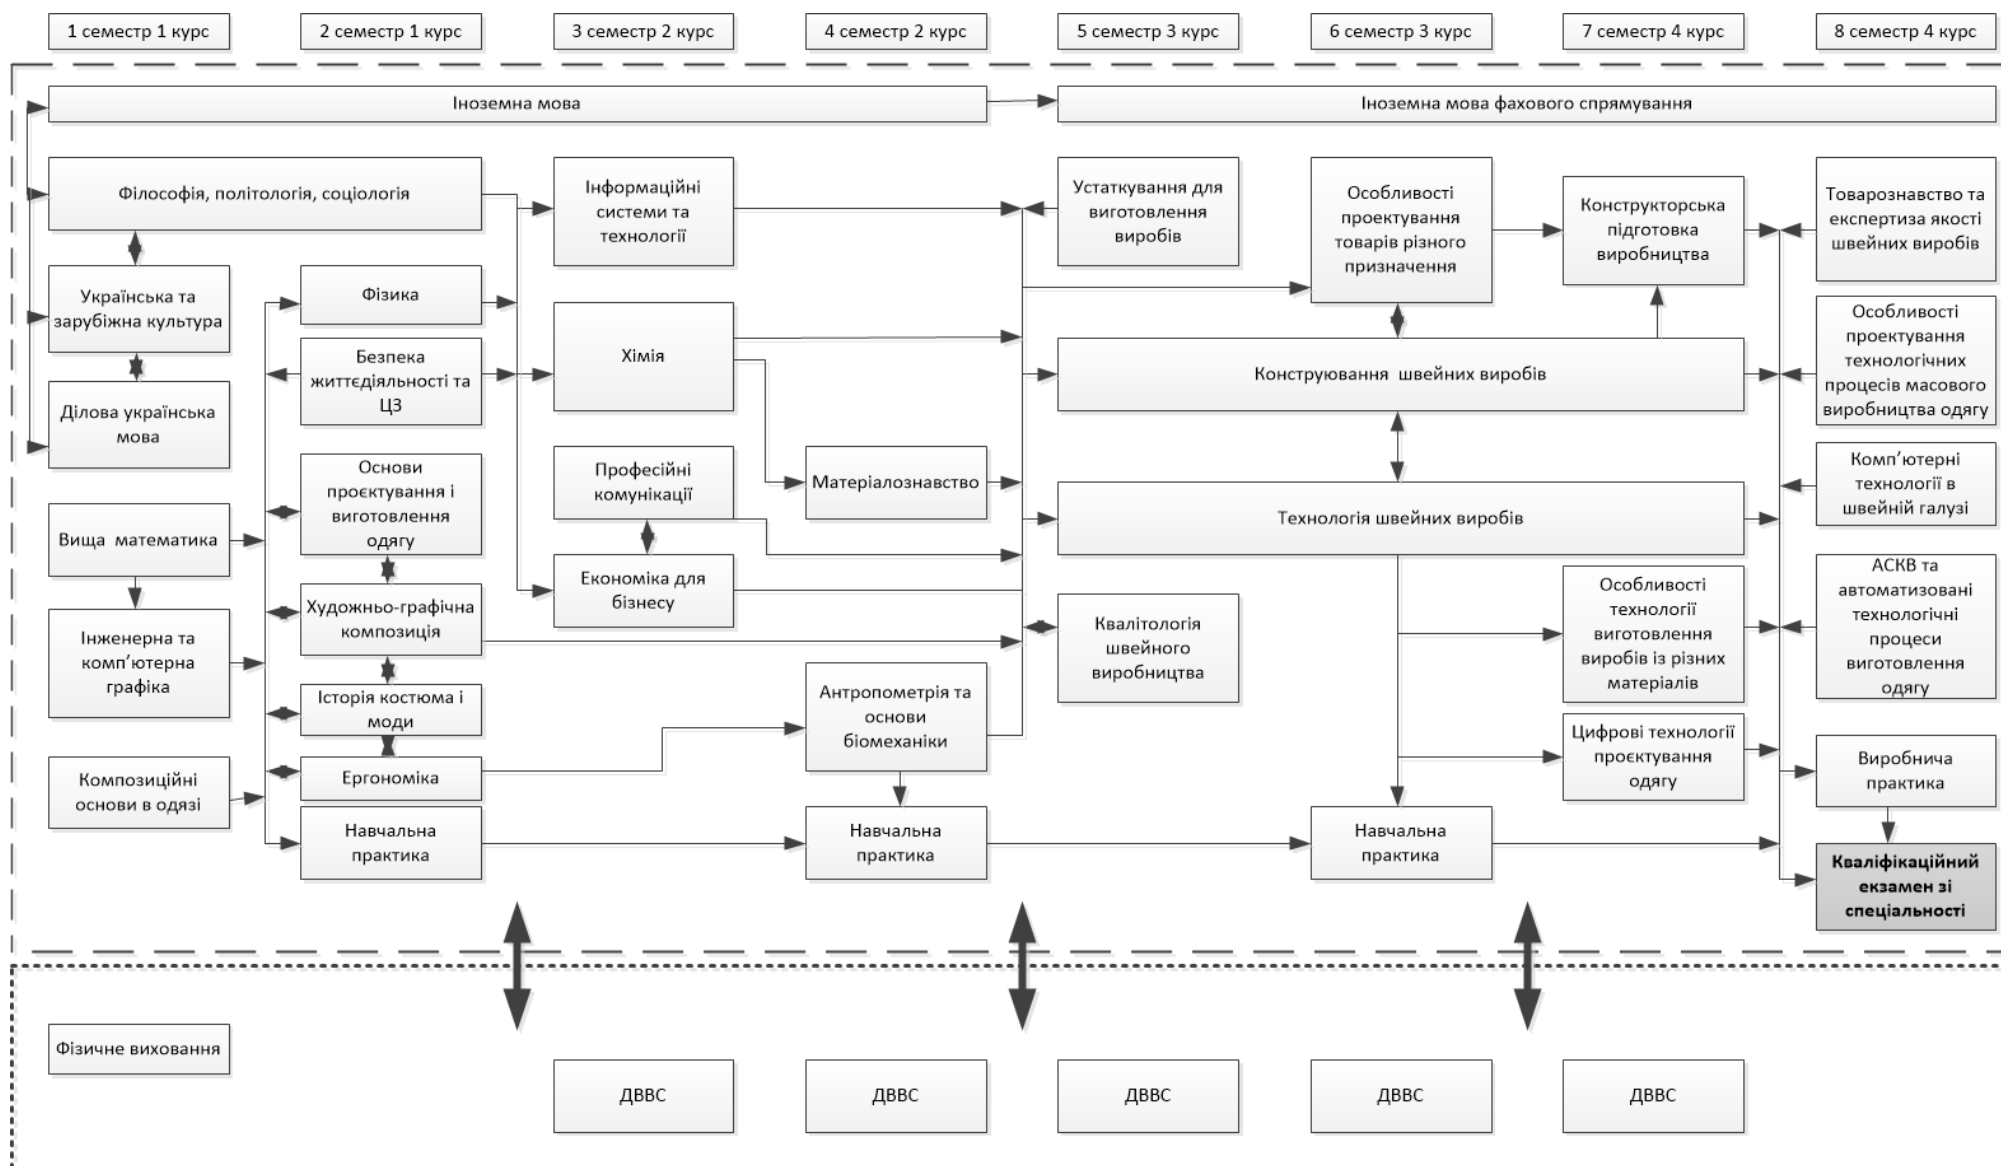 1 семестр 1 курс
2 семестр 1 курс
3 семестр 2 курс
4 семестр 2 курс
5 семестр 3 курс
6 семестр 3 курс
7 семестр 4 курс
8 семестр 4 курс
Іноземна мова
Іноземна мова фахового спрямування
Філософія, політологія, соціологія
Українська та
зарубіжна культура
Ділова українська
мова
Вища математика
Інженерна та
комп'ютерна
графіка
Композиційні
основи в одязі
Фізика
Безпека
життєдіяльності та
ЦЗ
Основи
проєктування і
виготовлення
одягу
Художньо-графічна
композиція
Історія костюма і
моди
Ергономіка
Навчальна
практика
Інформаційні
системи та
технології
Хімія
Професійні
комунікації
Економіка для
бізнесу
Матеріалознавство
Антропометрія та
основи
біомеханіки
Навчальна
практика
Устаткування для
виготовлення
виробів
Конструювання швейних виробів
Технологія швейних виробів
Квалітологія
швейного
виробництва
Особливості
проектування
товарів різного
призначення
Навчальна
практика
Конструкторська
підготовка
виробництва
Особливості
технології
виготовлення
виробів із різних
матеріалів
Цифрові технології
проєктування
одягу
Товарознавство та
експертиза якості
швейних виробів
Особливості
проектування
технологічних
процесів масового
виробництва одягу
Комп'ютерні
технології в
швейній галузі
АСКВ та
автоматизовані
технологічні
процеси
виготовлення
одягу
Виробнича
практика
Кваліфікаційний
екзамен зі
спеціальності
Фізичне виховання
ДВВС
ДВВС
ДВВС
ДВВС
ДВВС